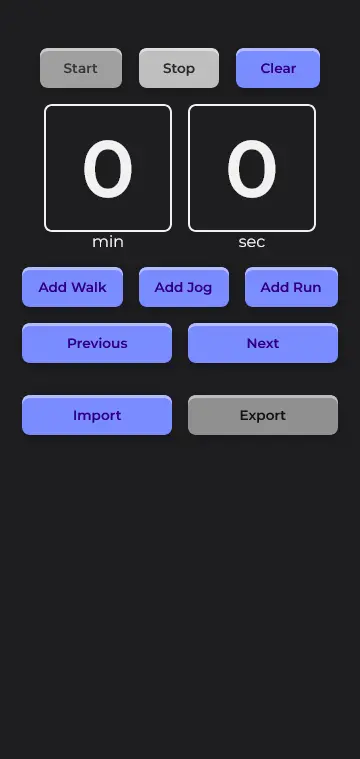 Start Stop Clear
0 0
min sec
Add Walk Add Jog Add Run
Previous Next
Import Export